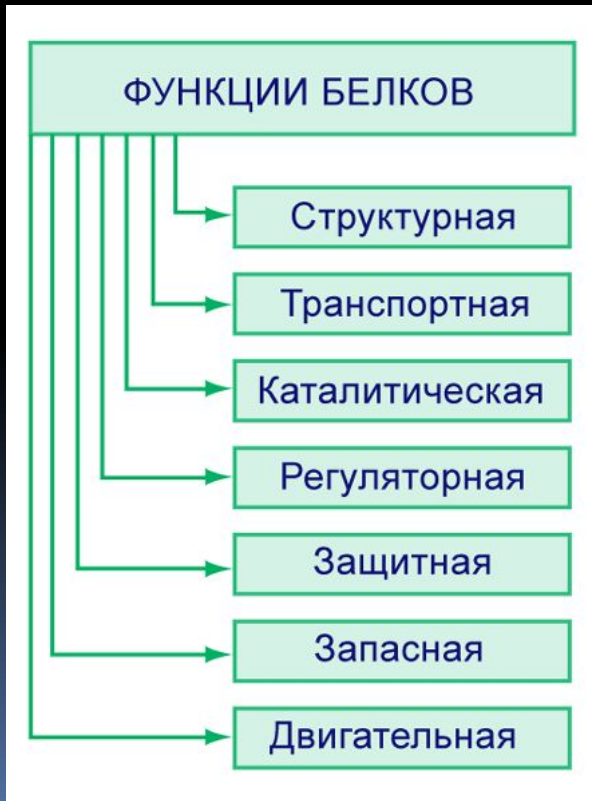 ФУНКЦИИ БЕЛКОВ
Структурная
Транспортная
Каталитическая
Регуляторная
Защитная
Запасная
Двигательная